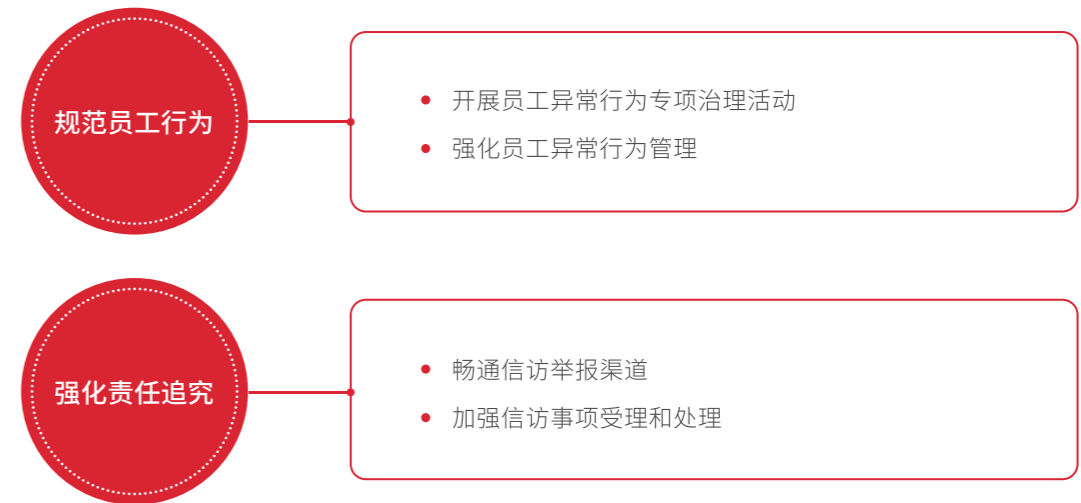 规范员工行为
开展员工异常行为专项治理活动
强化员工异常行为管理
强化责任追究
畅通信访举报渠道
加强信访事项受理和处理